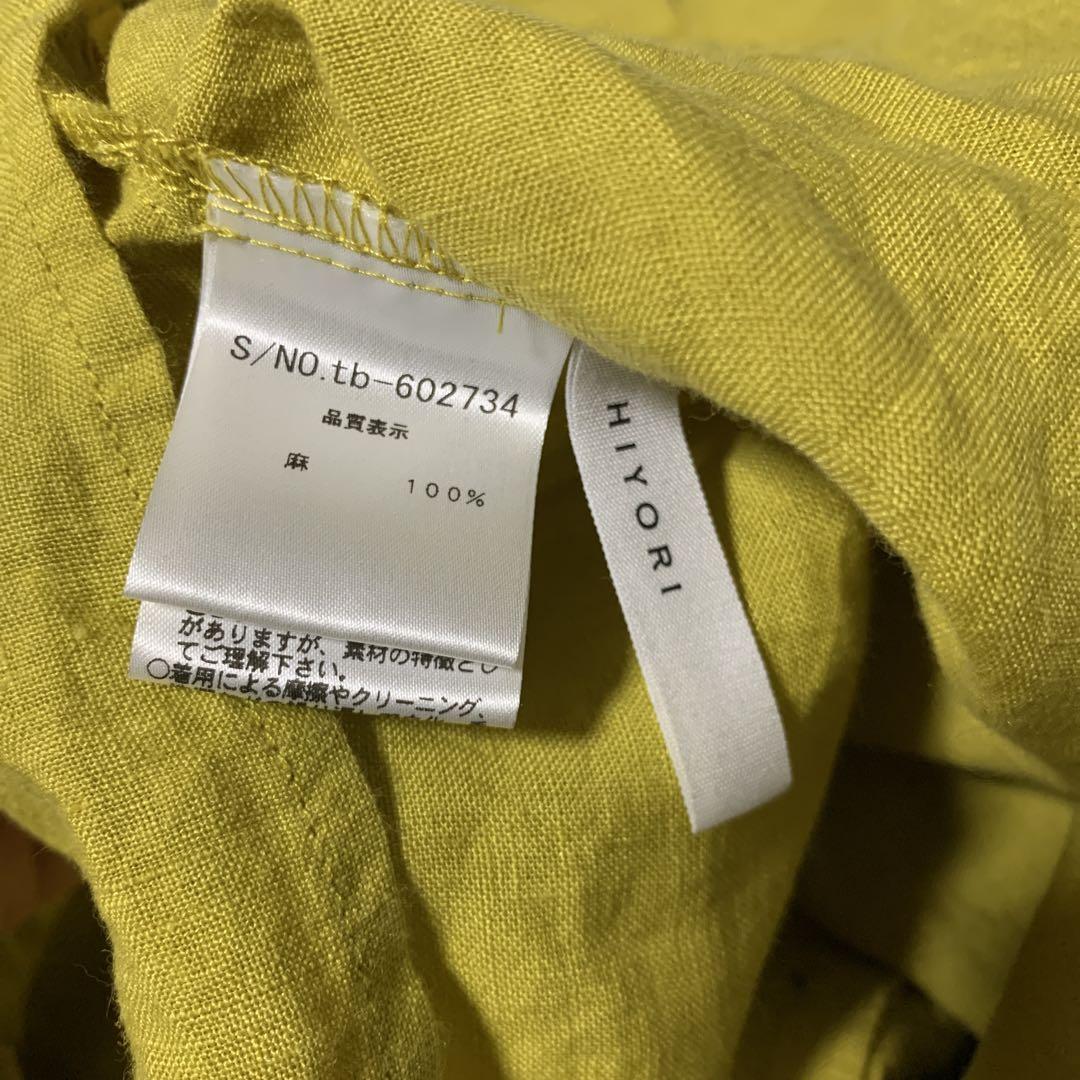 S/NO.tb-602734
品質表示
麻 100%
がありますが、素材の特徴とし
てご理解下さい。
○着用による摩擦やクリーニング、
HIYORI